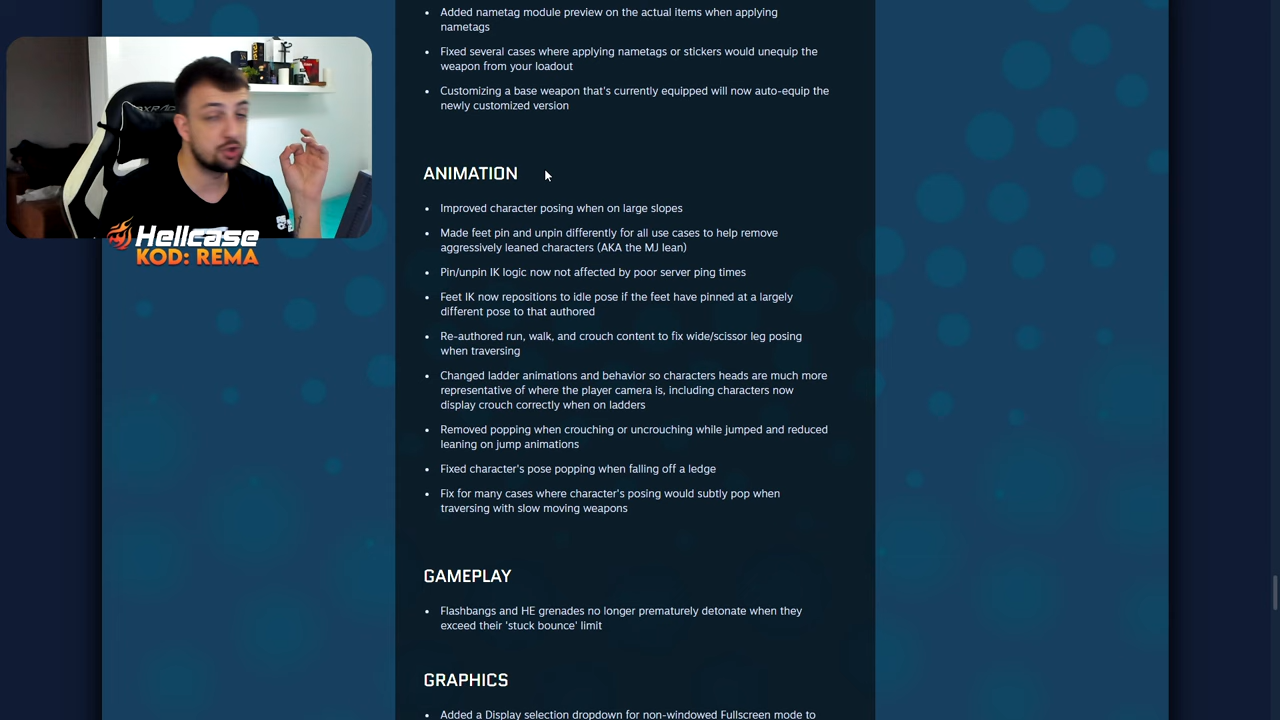 Added nametag module preview on the actual items when applying
nametags
Fixed several cases where applying nametags or stickers would unequip the
weapon from your loadout
Customizing a base weapon that's currently equipped will now auto-equip the
newly customized version
Hellcase
KOD: REMA
ANIMATION
Improved character posing when on large slopes
Made feet pin and unpin differently for all use cases to help remove
aggressively leaned characters (AKA the MJ lean)
Pin/unpin IK logic now not affected by poor server ping times
Feet IK now repositions to idle pose if the feet have pinned at a largely
different pose to that authored
Re-authored run, walk, and crouch content to fix wide/scissor leg posing
when traversing
Changed ladder animations and behavior so characters heads are much more
representative of where the player camera is, including characters now
display crouch correctly when on ladders
Removed popping when crouching or uncrouching while jumped and reduced
leaning on jump animations
Fixed character's pose popping when falling off a ledge
Fix for many cases where character's posing would subtly pop when
traversing with slow moving weapons
GAMEPLAY
Flashbangs and HE grenades no longer prematurely detonate when they
exceed their 'stuck bounce' limit
GRAPHICS
Added a Display selection dropdown for non-windowed Fullscreen mode to